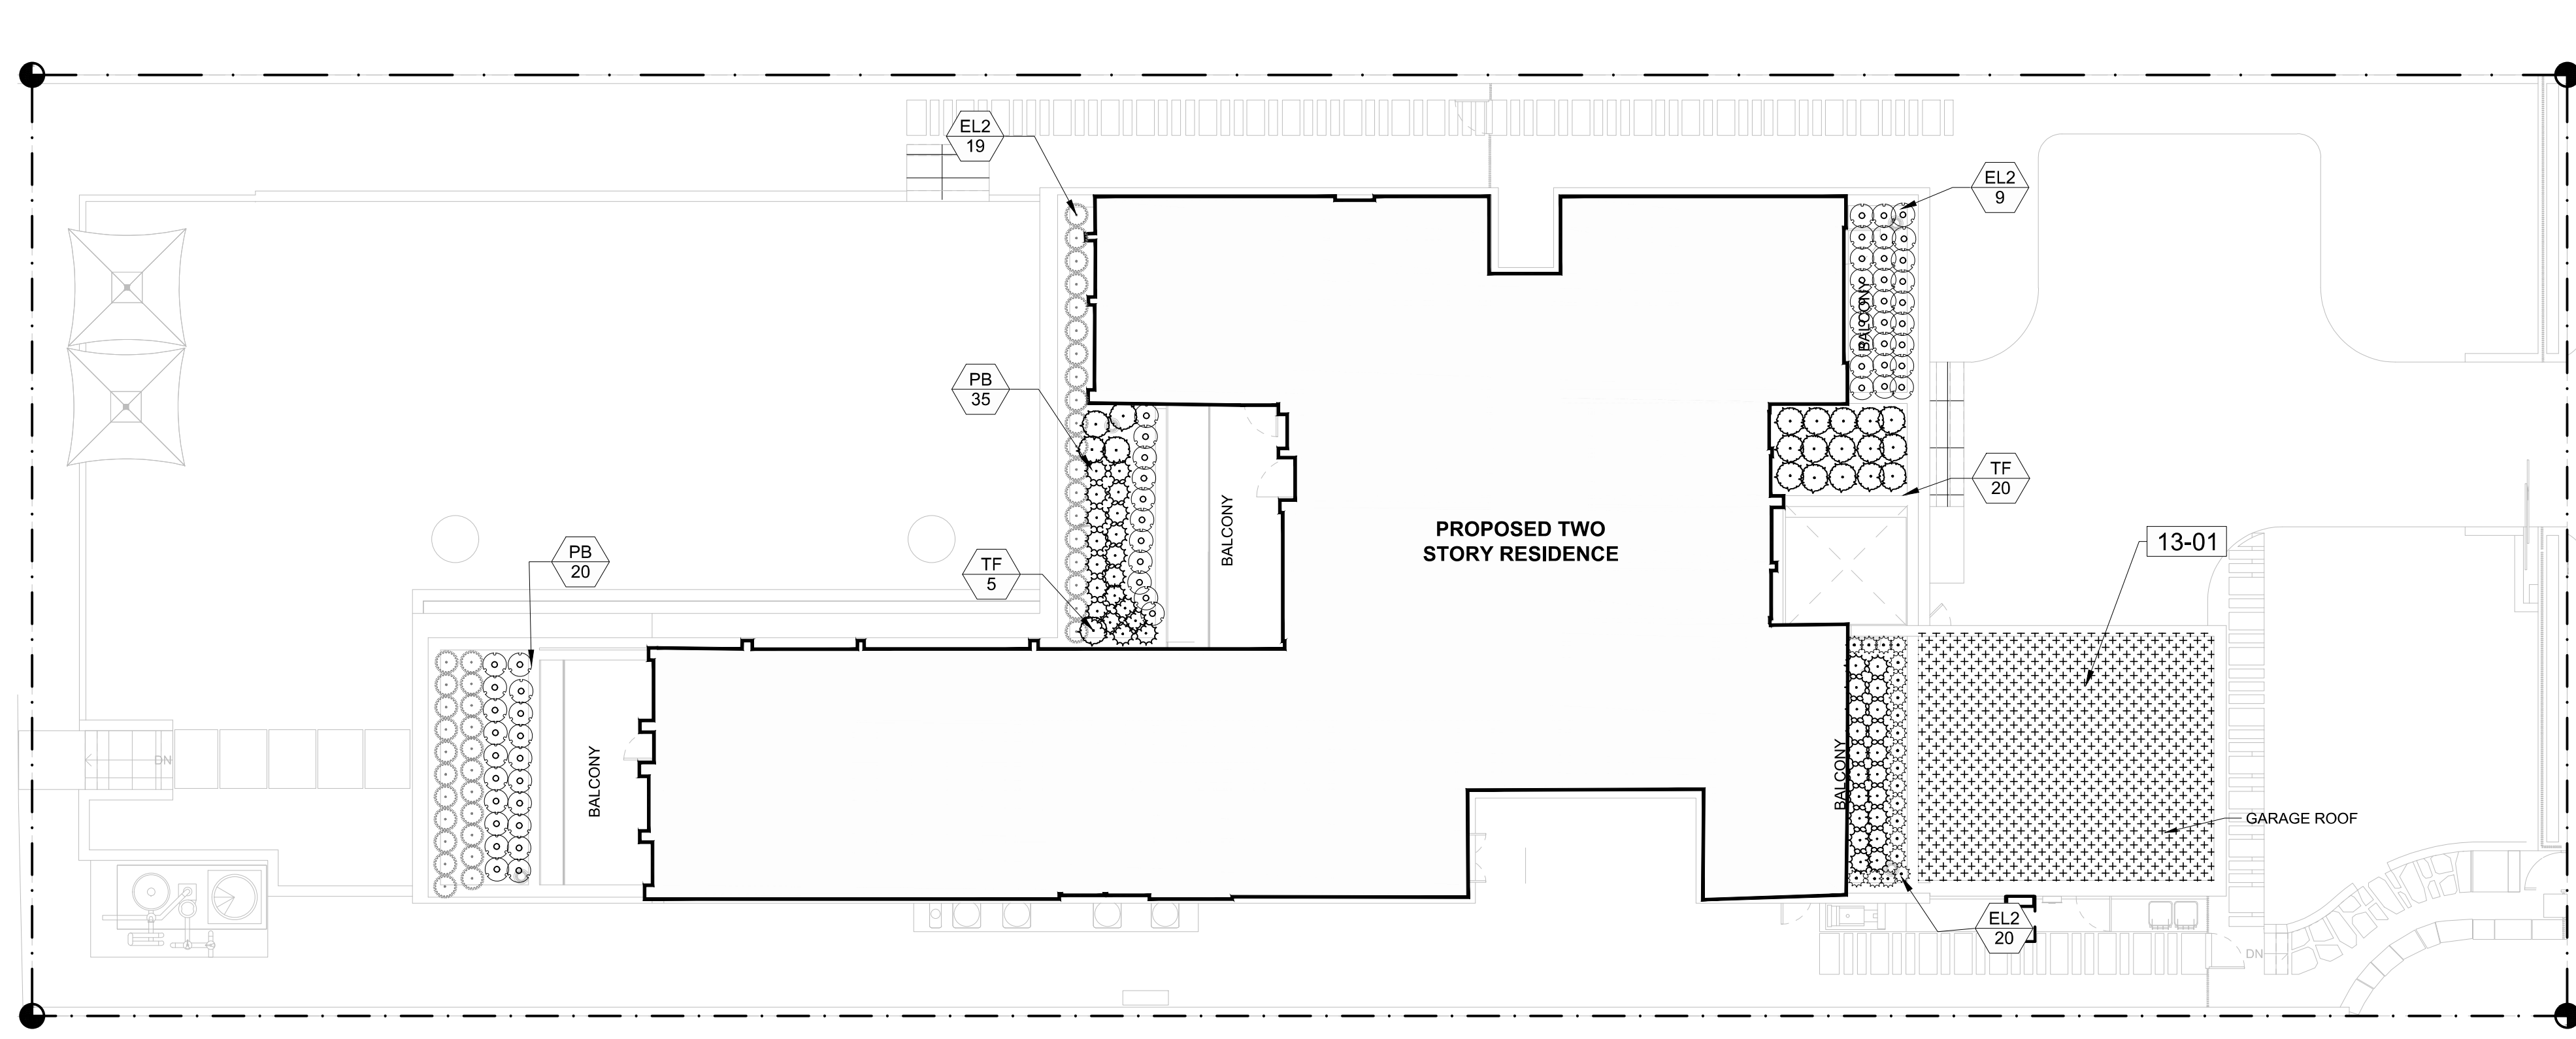 EL2
19
EL2
9
BALCONY
PB
35
TF
20
BALCONY
PROPOSED TWO
STORY RESIDENCE
13-01
PB
20
TF
5
DN
BALCONY
BALCONY
GARAGE ROOF
EL2
20
DN